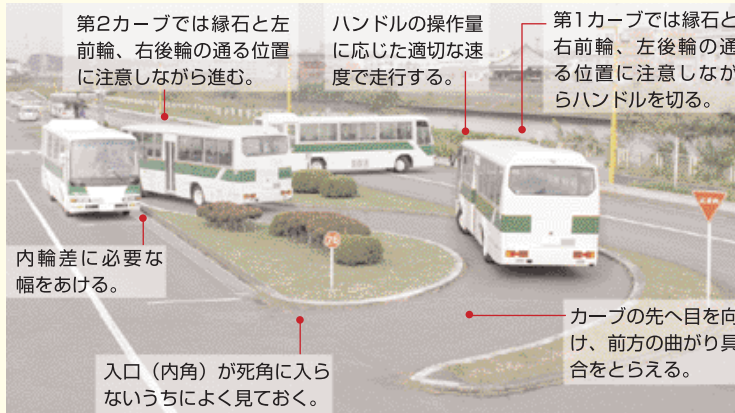 第2カーブでは縁石と左
前輪、右後輪の通る位置
に注意しながら進む。
ハンドルの操作量
に応じた適切な速
度で走行する。
第1カーブでは縁石と
右前輪、左後輪の通
る位置に注意しなが
らハンドルを切る。
内輪差に必要な
幅をあける。
カーブの先へ目を向
け、前方の曲がり具
合をとらえる。
入口（内角）が死角に入ら
ないうちによく見ておく。